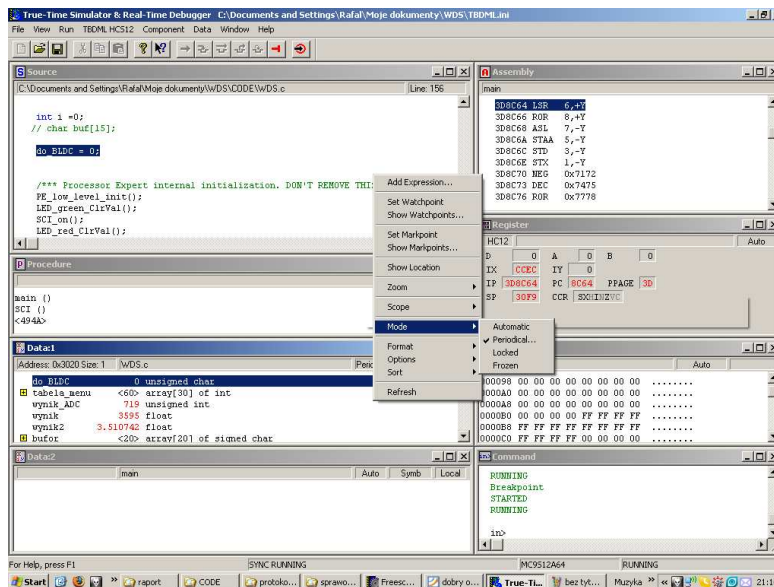 True-Time Simulator & Real-Time Debugger C:\Documents and Settings\Rafal\Moje dokumenty\WDS\TBDML.ini
File View Run TBDML HCS12 Component Data Window Help
Source
C:\Documents and Settings\Rafal\Moje dokumenty\WDS\CODE\WDS.c Line: 156
int i =0;
// char buf[15];
do_BLDC = 0;
/*** Processor Expert internal initialization. DON'T REMOVE THI
PE_low_level_init();
LED_green_ClrVal();
SCI_on();
LED_red_ClrVal();
Assembly
main
3D8C64 LSR 6,+Y
3D8C66 ROR 8,+Y
3D8C68 ASL 7,-Y
3D8C6A STAA 5,-Y
3D8C6C STD 3,-Y
3D8C6E STX 1,-Y
3D8C70 NEG 0x7172
3D8C73 DEC 0x7475
3D8C76 ROR 0x7778
Add Expression...
Set Watchpoint
Show Watchpoints...
Set Markpoint
Show Markpoints...
Show Location
Zoom
Scope
Mode
Format
Options
Sort
Refresh
Automatic
Periodical...
Locked
Frozen
Register
HC12 Auto
D 0 A 0 B 0
IX CCEC IY 0
IP 3D8C64 PC 8C64 PPAGE 3D
SP 30F9 CCR SXHINZVC
Procedure
main ()
SCI ()
<494A>
Data:1
Address: 0x3020 Size: 1 WDS.c Peri
do_BLDC 0 unsigned char
tabela_menu <60> array[30] of int
wynik_ADC 719 unsigned int
wynik 3595 float
wynik2 3.510742 float
bufor <20> array[20] of signed char
Auto
000098 00 00 00 00 00 00 00 00 ........
0000A0 00 00 00 00 00 00 00 00 ........
0000A8 00 00 00 00 00 00 00 00 ........
0000B0 00 00 00 00 FF FF FF FF ........
0000B8 FF FF FF FF FF FF FF FF ........
0000C0 FF FF FF FF 00 00 00 00 ........
Data:2
main Auto Symb Local
Command
RUNNING
Breakpoint
STARTED
RUNNING
in>
For Help, press F1 SYNC RUNNING MC9512A64 RUNNING
Start raport CODE protoko... sprawo... Freesc... dobry o... True-Ti... bez tyt... Muzyka